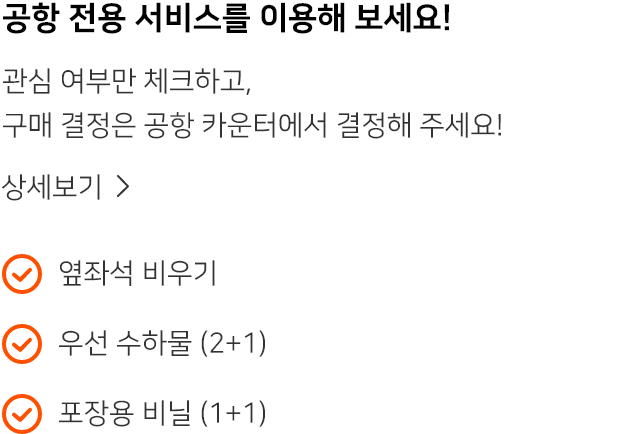 공항 전용 서비스를 이용해 보세요!
관심 여부만 체크하고,
구매 결정은 공항 카운터에서 결정해 주세요!
상세보기 >
옆좌석 비우기
우선 수하물 (2+1)
포장용 비닐 (1+1)